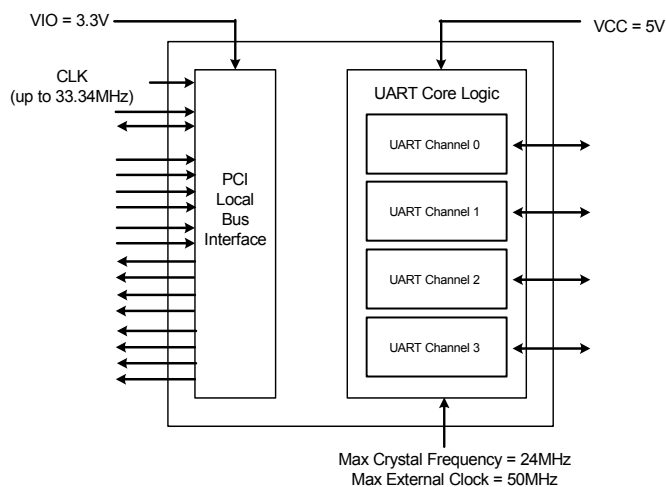 VIO = 3.3V
VCC = 5V
CLK
(up to 33.34MHz)
PCI
Local
Bus
Interface
UART Core Logic
UART Channel 0
UART Channel 1
UART Channel 2
UART Channel 3
Max Crystal Frequency = 24MHz
Max External Clock = 50MHz